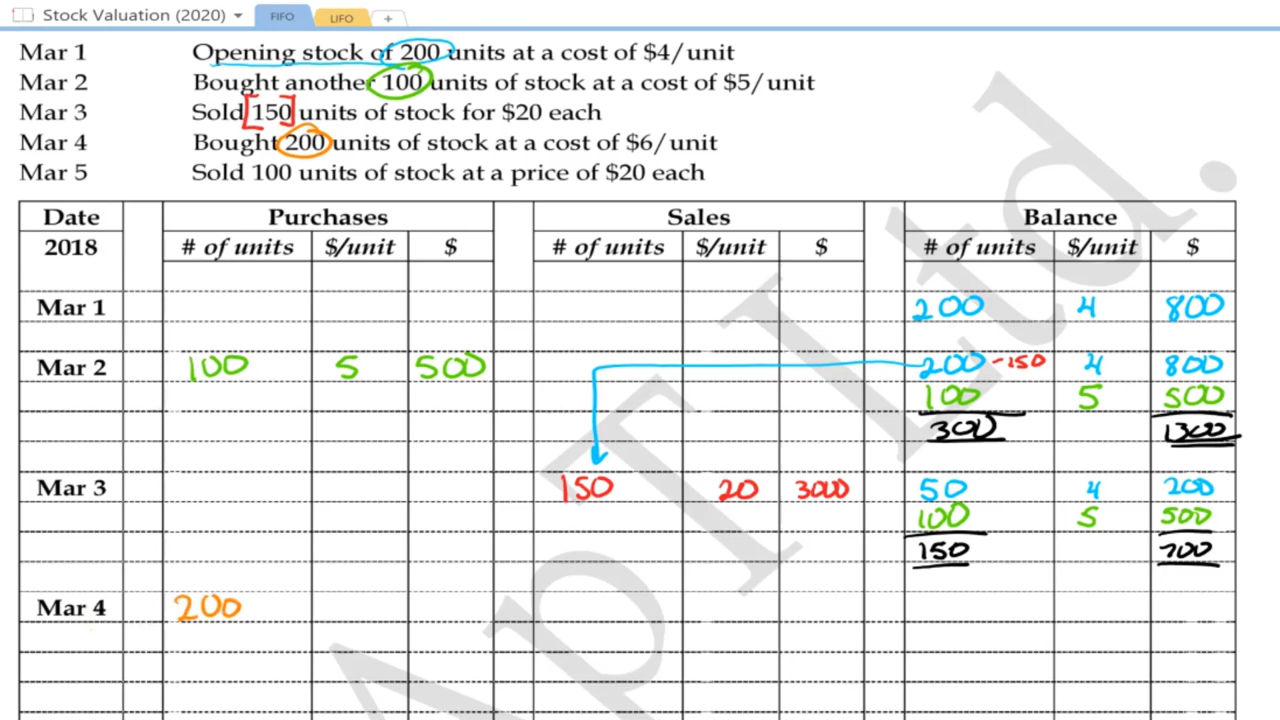 Stock Valuation (2020) FIFO LIFO +
Mar 1 Opening stock of 200 units at a cost of $4/unit
Mar 2 Bought another 100 units of stock at a cost of $5/unit
Mar 3 Sold [150] units of stock for $20 each
Mar 4 Bought 200 units of stock at a cost of $6/unit
Mar 5 Sold 100 units of stock at a price of $20 each
Date Purchases Sales Balance
2018 # of units $/unit $ # of units $/unit $ # of units $/unit $
Mar 1 200 4 800
Mar 2 100 5 500 200 -150 4 800
100 5 500
300 1300
Mar 3 150 20 3000 50 4 200
100 5 500
150 700
Mar 4 200
ApT Ltd.